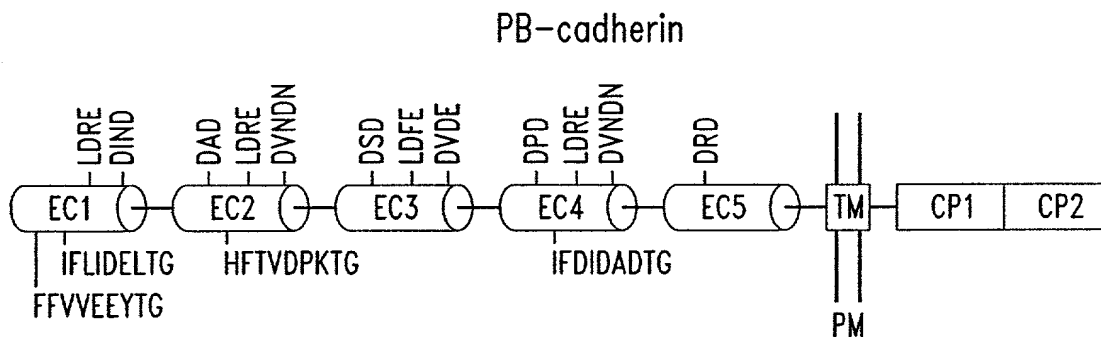 PB-cadherin
LDRE
DIND
DAD
LDRE
DVNDN
DSD
LDFE
DVDE
DPD
LDRE
DVNDN
DRD
EC1
EC2
EC3
EC4
EC5
TM
CP1
CP2
IFLIDELTG
HFTVDPKTG
IFDIDADTG
FFVVEEYTG
PM